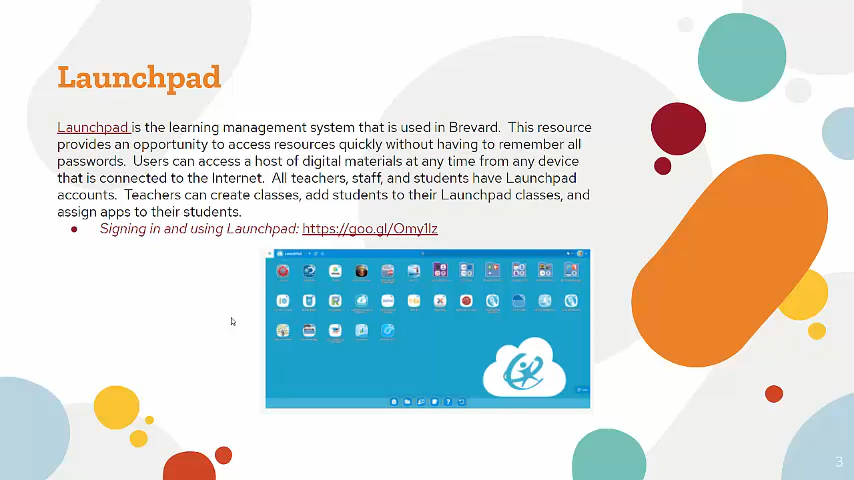 Launchpad
Launchpad is the learning management system that is used in Brevard. This resource
provides an opportunity to access resources quickly without having to remember all
passwords. Users can access a host of digital materials at any time from any device
that is connected to the Internet. All teachers, staff, and students have Launchpad
accounts. Teachers can create classes, add students to their Launchpad classes, and
assign apps to their students.
● Signing in and using Launchpad: https://goo.gl/Omy1lz
LaunchPad
3